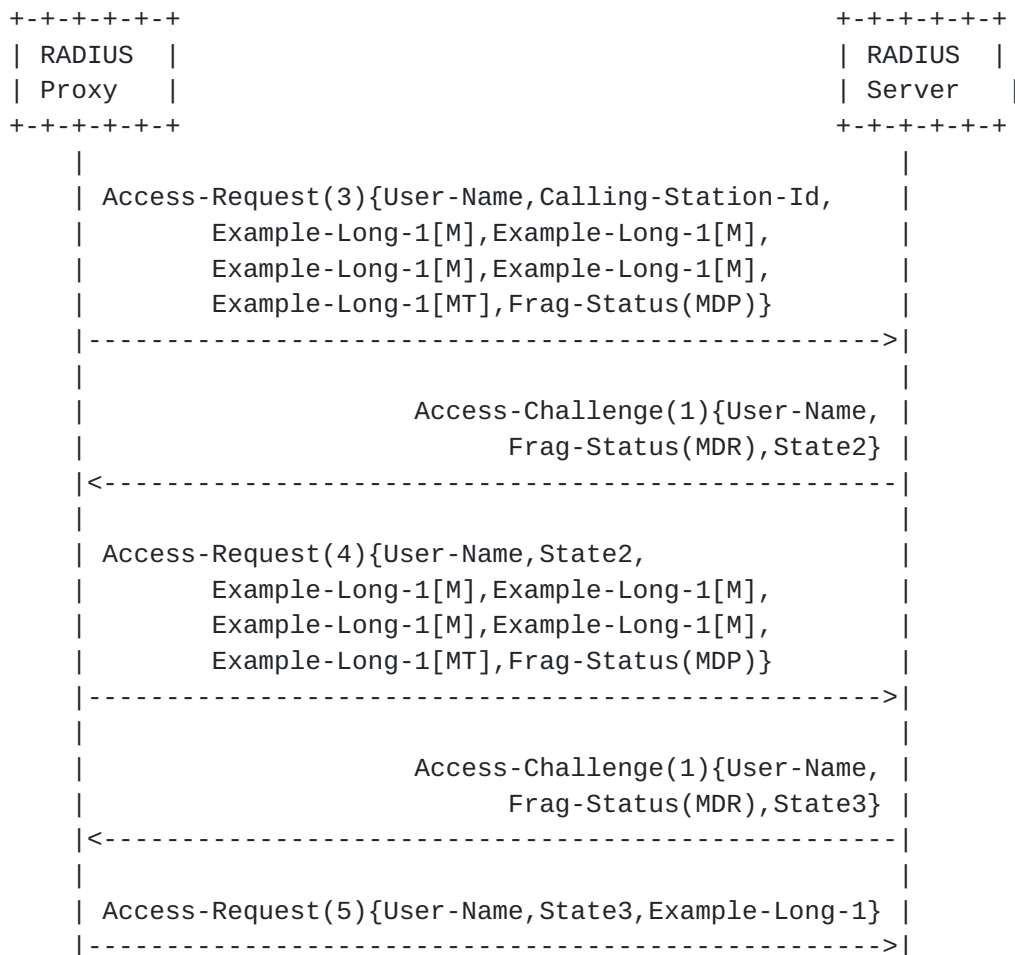 +-+-+-+-+-+                                          +-+-+-+-+-+
| RADIUS  |                                          | RADIUS   |
| Proxy   |                                          | Server    |
+-+-+-+-+-+                                          +-+-+-+-+-+
    |                                                    |
    | Access-Request(3){User-Name,Calling-Station-Id,    |
    |        Example-Long-1[M],Example-Long-1[M],        |
    |        Example-Long-1[M],Example-Long-1[M],        |
    |        Example-Long-1[MT],Frag-Status(MDP)}        |
    |--------------------------------------------------->|
    |                                                    |
    |                     Access-Challenge(1){User-Name, |
    |                           Frag-Status(MDR),State2} |
    |<---------------------------------------------------|
    |                                                    |
    | Access-Request(4){User-Name,State2,                |
    |        Example-Long-1[M],Example-Long-1[M],        |
    |        Example-Long-1[M],Example-Long-1[M],        |
    |        Example-Long-1[MT],Frag-Status(MDP)}        |
    |--------------------------------------------------->|
    |                                                    |
    |                     Access-Challenge(1){User-Name, |
    |                           Frag-Status(MDR),State3} |
    |<---------------------------------------------------|
    |                                                    |
    | Access-Request(5){User-Name,State3,Example-Long-1} |
    |--------------------------------------------------->|